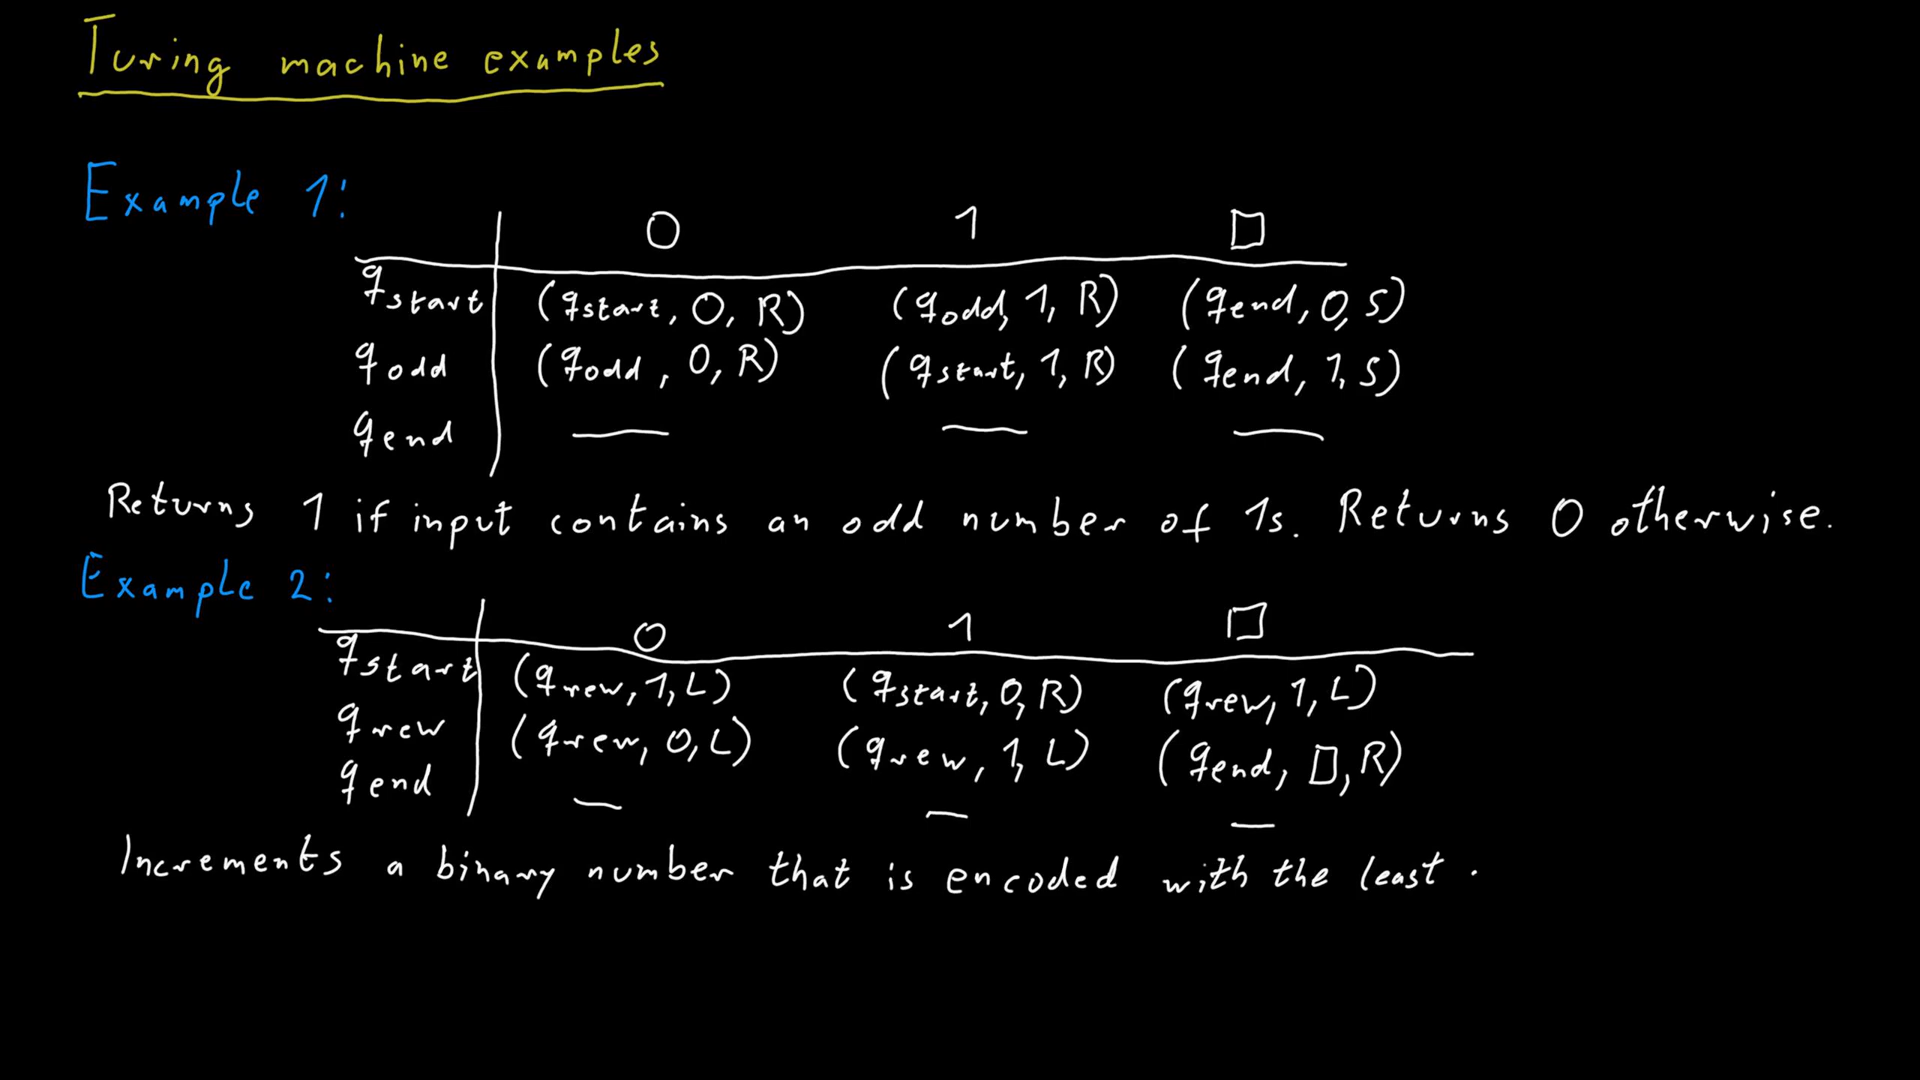 Turing machine examples
Example 1:
0 1 □
qstart (qstart, 0, R) (qodd, 1, R) (qend, 0, S)
qodd (qodd, 0, R) (qstart, 1, R) (qend, 1, S)
qend — — —
Returns 1 if input contains an odd number of 1s. Returns 0 otherwise.
Example 2:
0 1 □
qstart (qrew, 1, L) (qstart, 0, R) (qrew, 1, L)
qrew (qrew, 0, L) (qrew, 1, L) (qend, □, R)
qend — — —
Increments a binary number that is encoded with the least .